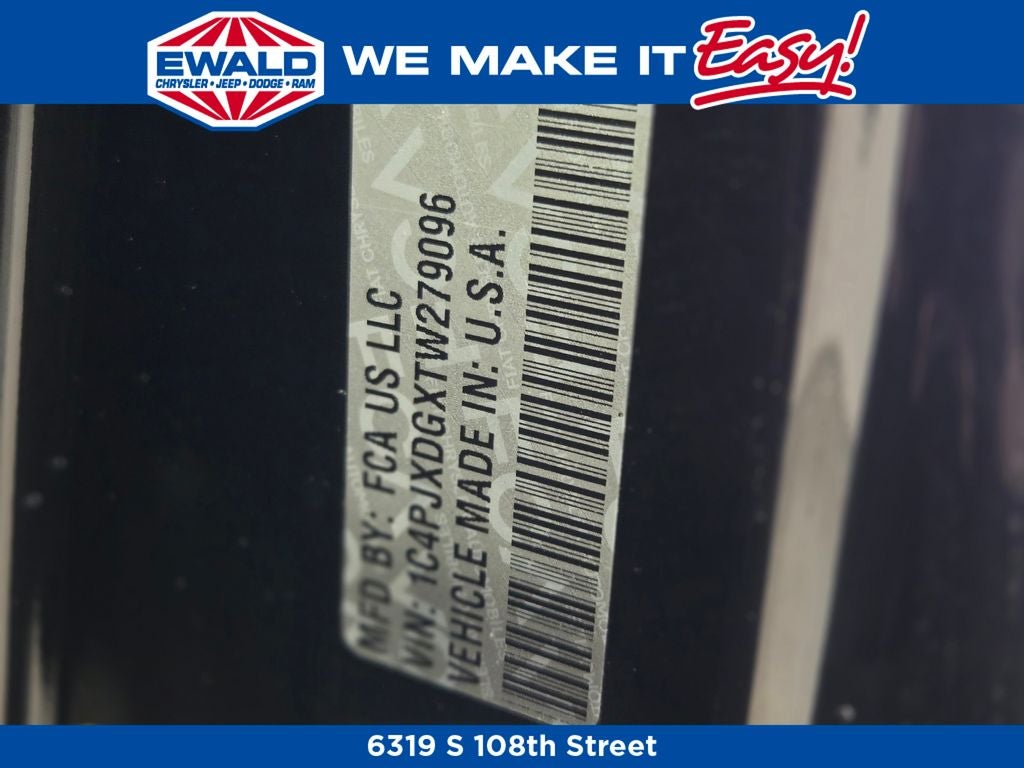 EWALD
CHRYSLER • JEEP • DODGE • RAM
WE MAKE IT Easy!
MFD BY: FCA US LLC
VIN: 1C4PJXDGXTW279096
VEHICLE MADE IN: U.S.A.
6319 S 108th Street